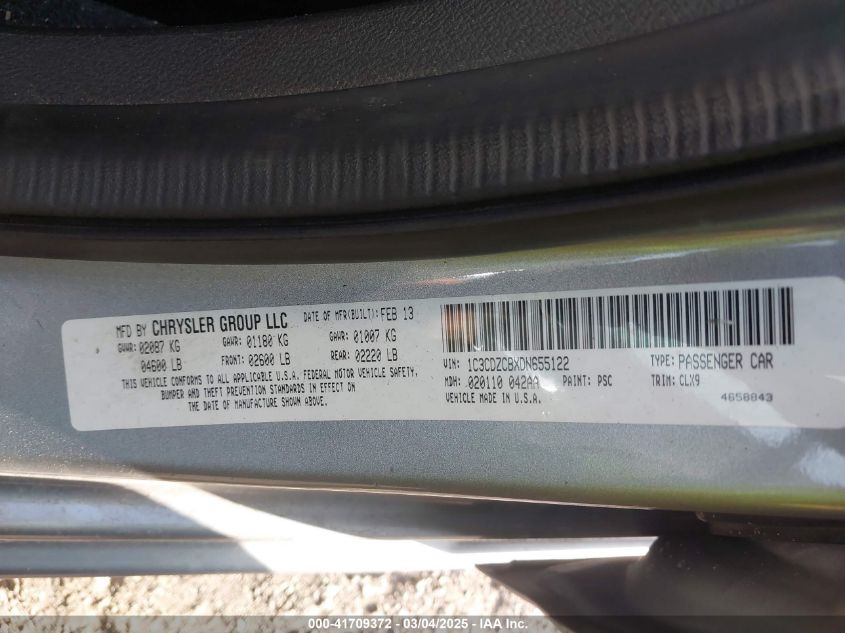 MFD BY CHRYSLER GROUP LLC DATE OF MFR(BUILT): FEB 13
GVWR: 02087 KG GAWR: 01180 KG GAWR: 01007 KG
04600 LB FRONT: 02600 LB REAR: 02220 LB
THIS VEHICLE CONFORMS TO ALL APPLICABLE U.S.A. FEDERAL MOTOR VEHICLE SAFETY,
BUMPER AND THEFT PREVENTION STANDARDS IN EFFECT ON
THE DATE OF MANUFACTURE SHOWN ABOVE.
VIN: 1C3CDZCBXDN655122 TYPE: PASSENGER CAR
MDH: 020110 042AA PAINT: PSC TRIM: CLX9
VEHICLE MADE IN U.S.A. 4658843
000-41709372 - 03/04/2025 - IAA Inc.